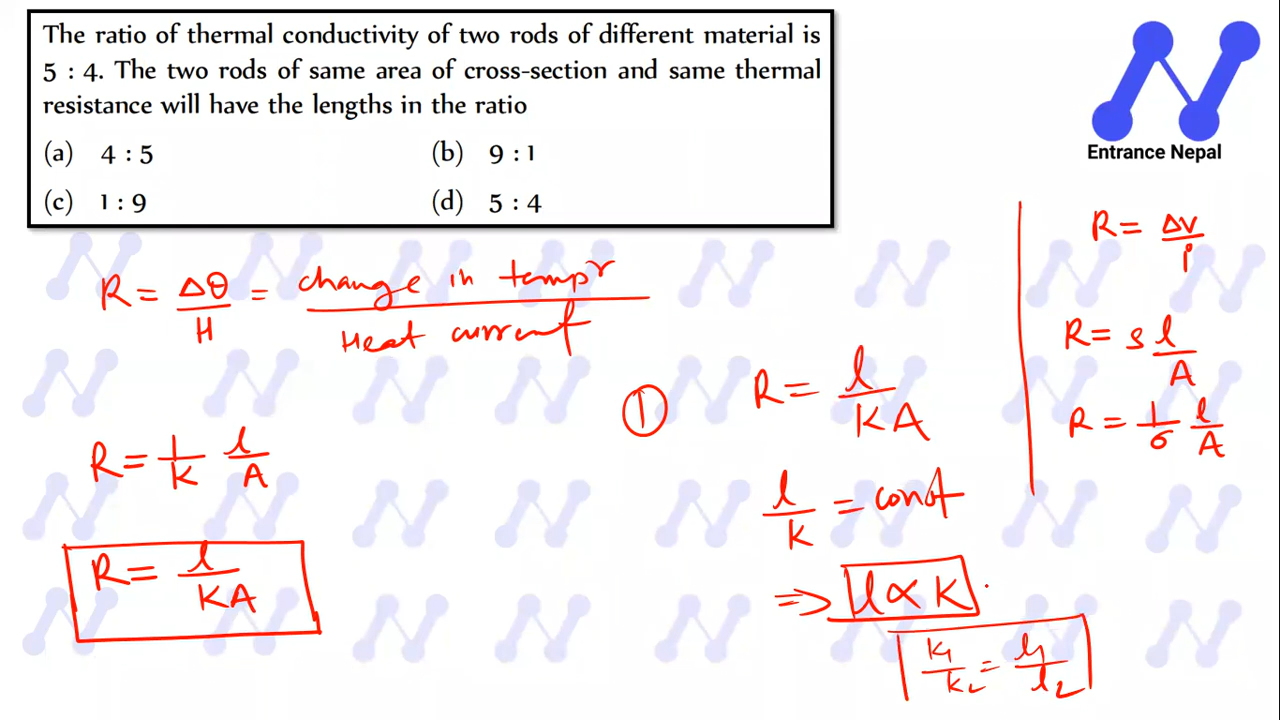 The ratio of thermal conductivity of two rods of different material is
5 : 4. The two rods of same area of cross-section and same thermal
resistance will have the lengths in the ratio
(a) 4 : 5 (b) 9 : 1
(c) 1 : 9 (d) 5 : 4
Entrance Nepal
R = Δθ/H = change in tempr / Heat current
R = 1/K l/A
R = l/KA
①
R = l/KA
l/K = const
⇒ l ∝ K
K1/K2 = l1/l2
R = ΔV/i
R = ρ l/A
R = 1/σ l/A